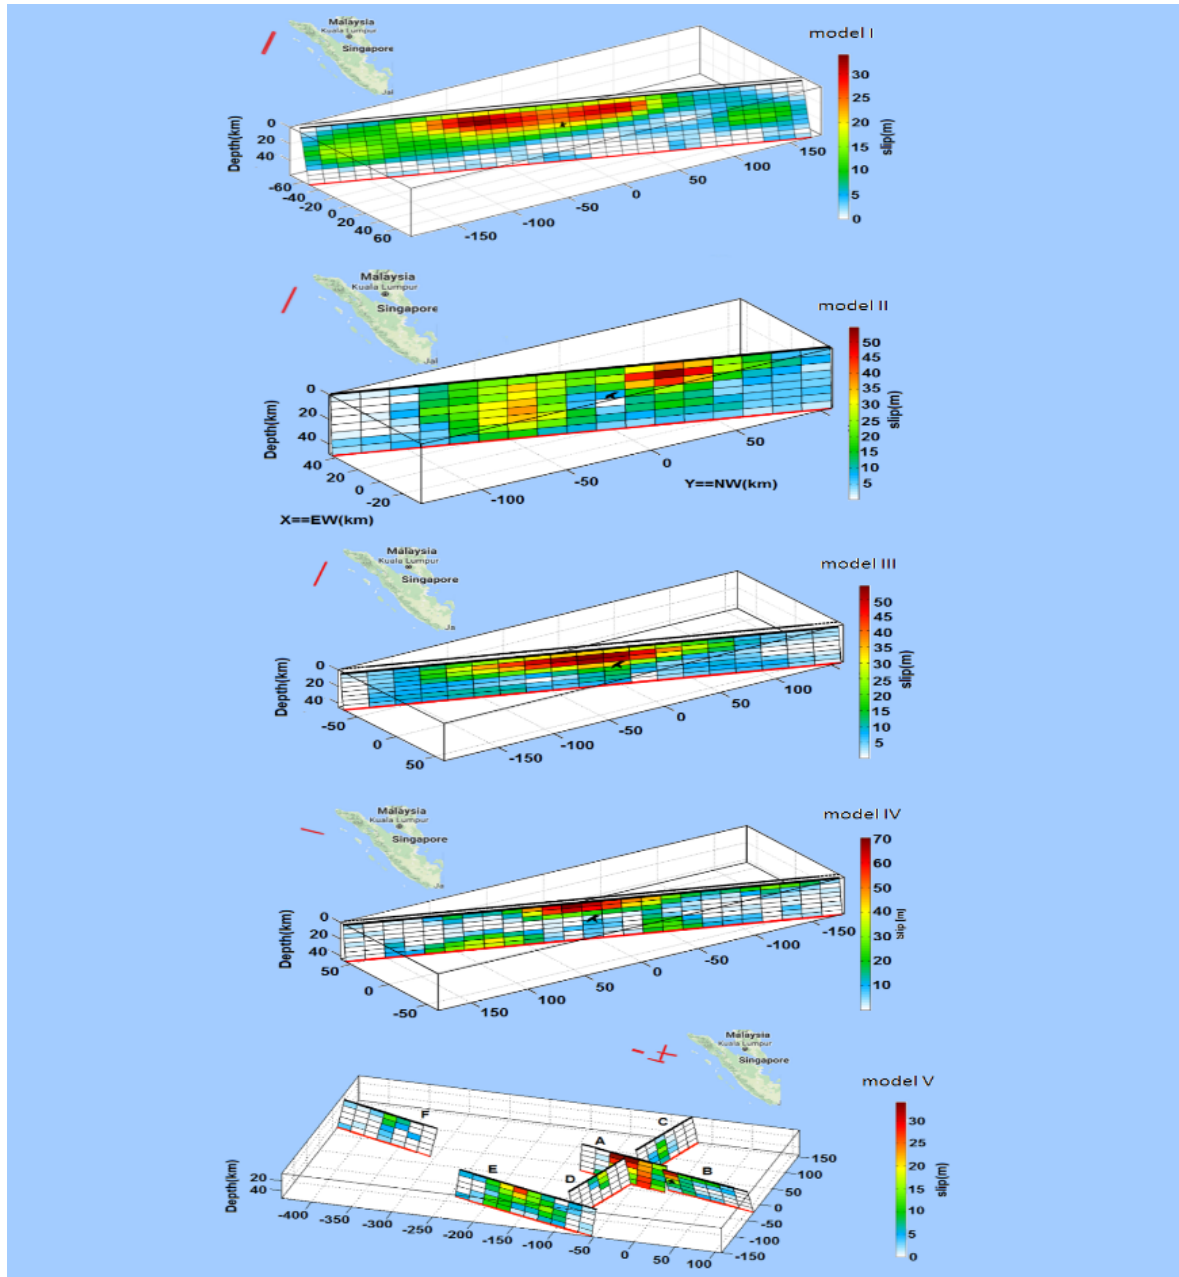 Malaysia
Kuala Lumpur
Singapore
Jal
model I
30
25
20
15
10
5
0
slip(m)
Depth(km)
0
20
40
-60
-40
-20
0
20
40
60
-150
-100
-50
0
50
100
150
Malaysia
Kuala Lumpur
Singapore
Jal
model II
50
45
40
35
30
25
20
15
10
5
slip(m)
Depth(km)
0
20
40
40
20
0
-20
X==EW(km)
-100
-50
0
50
Y==NW(km)
Malaysia
Kuala Lumpur
Singapore
Ja
model III
50
45
40
35
30
25
20
15
10
5
slip(m)
Depth(km)
0
20
40
-50
0
50
-150
-100
-50
0
50
100
Malaysia
Kuala Lumpur
Singapore
Ja
model IV
70
60
50
40
30
20
10
slip(m)
Depth(km)
0
20
40
50
0
-50
150
100
50
0
-50
-100
-150
Malaysia
Kuala Lumpur
Singapore
model V
30
25
20
15
10
5
0
slip(m)
F
E
A
D
C
B
Depth(km)
20
40
-400
-350
-300
-250
-200
-150
-100
-50
0
50
100
150
100
50
0
-50
-100
-150